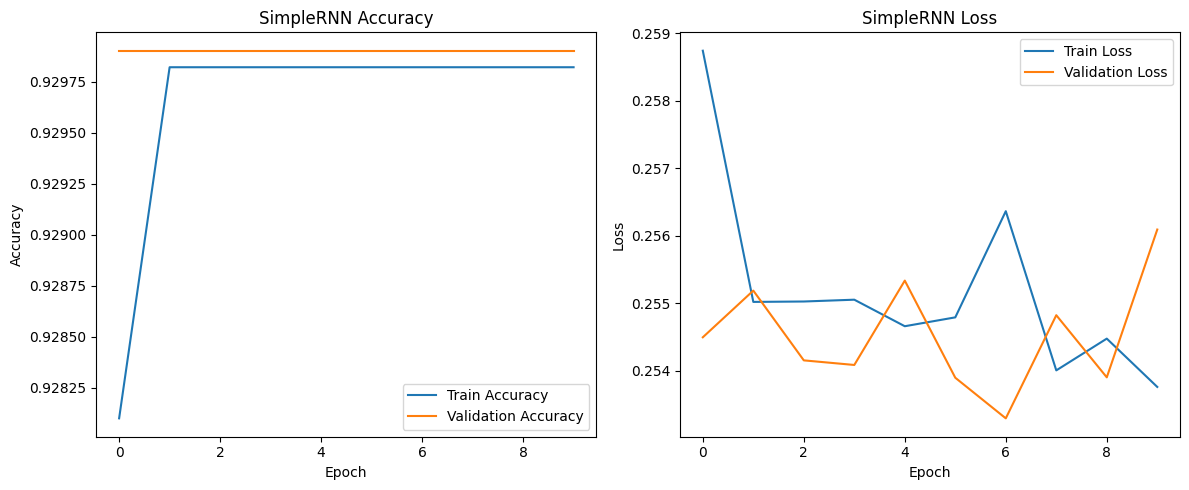 SimpleRNN Accuracy
Accuracy
0.92975
0.92950
0.92925
0.92900
0.92875
0.92850
0.92825
0 2 4 6 8
Epoch
Train Accuracy
Validation Accuracy
SimpleRNN Loss
Loss
0.259
0.258
0.257
0.256
0.255
0.254
0 2 4 6 8
Epoch
Train Loss
Validation Loss